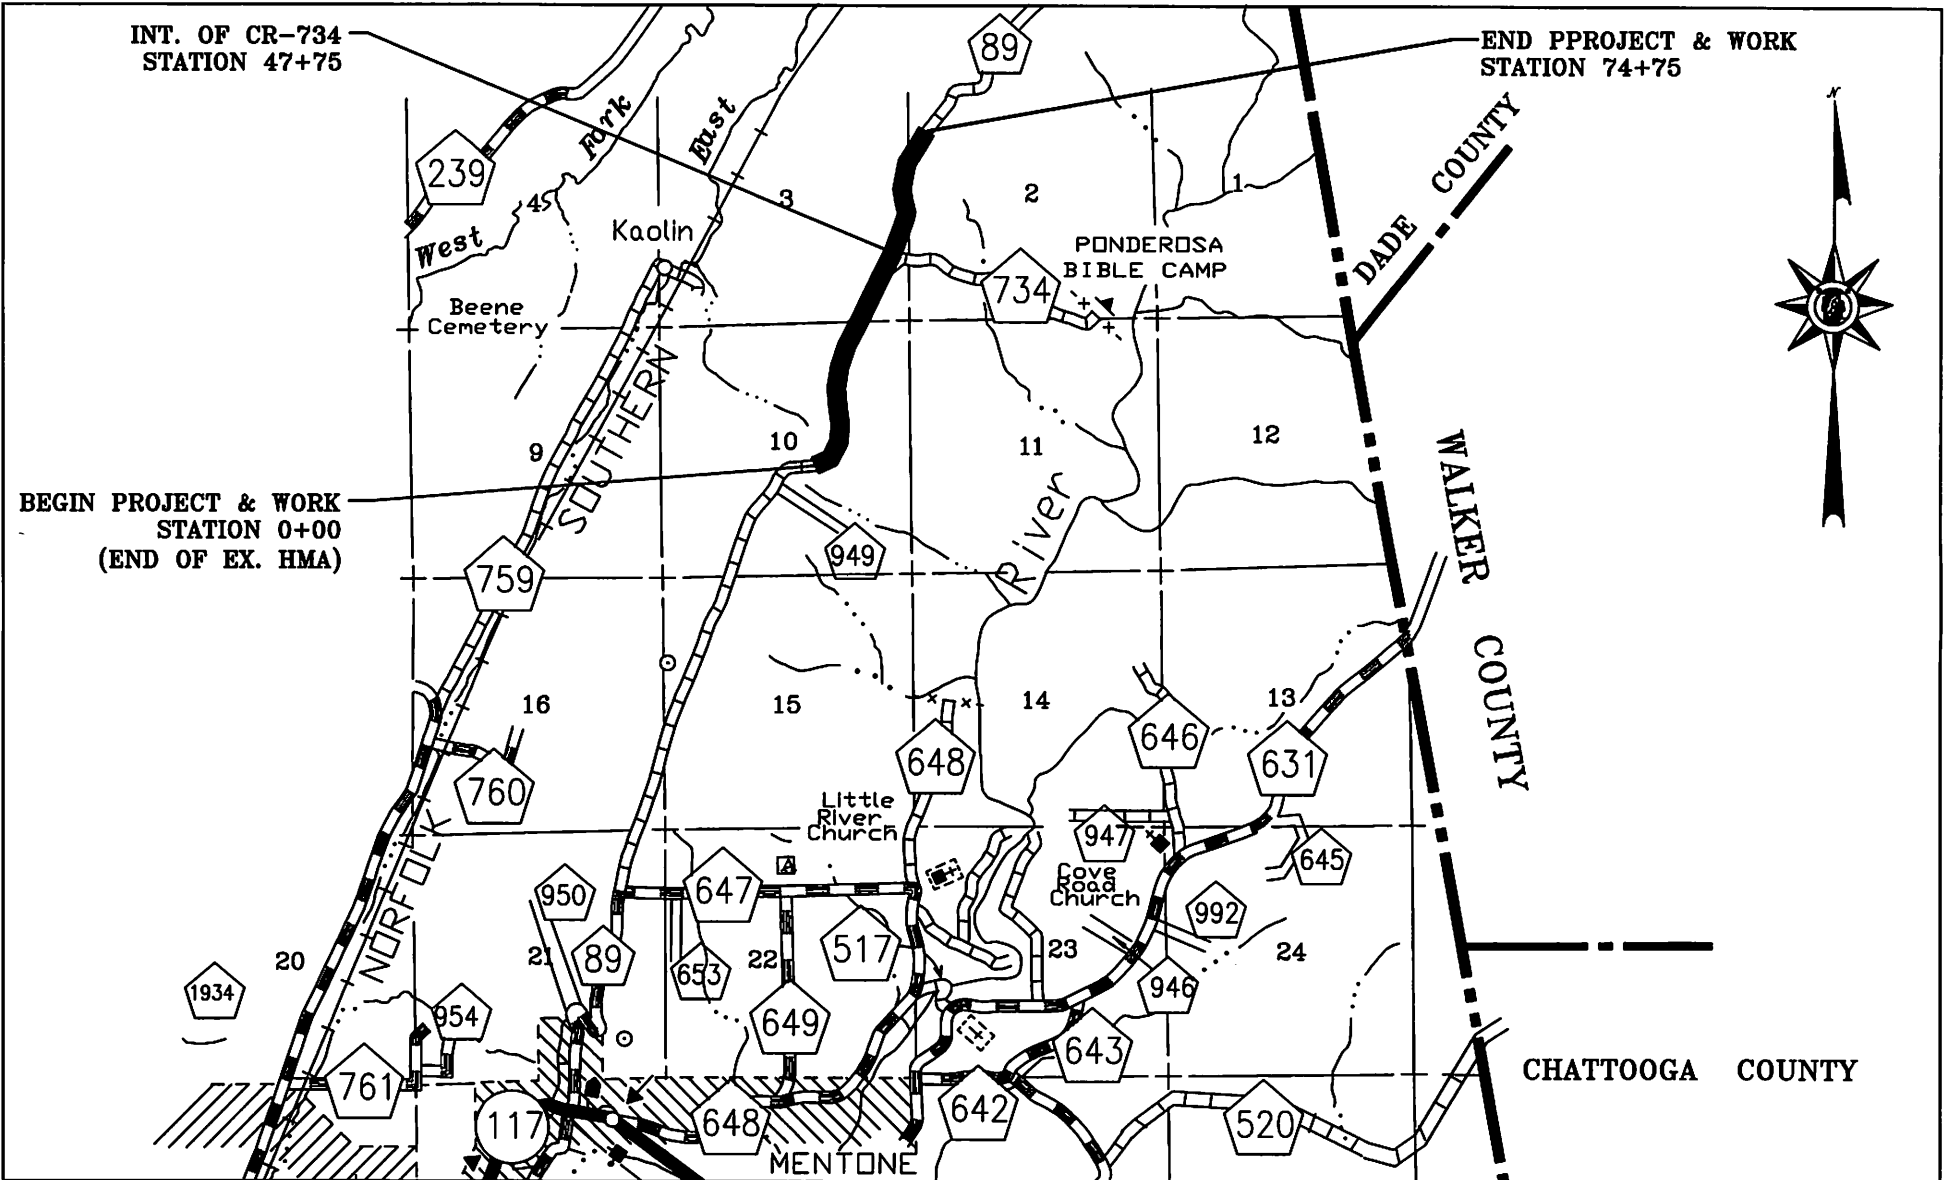 INT. OF CR-734
STATION 47+75
END PPROJECT & WORK
STATION 74+75
89
N
239
West
Fork
East
DADE COUNTY
4
3
2
1
Kaolin
PONDEROSA
BIBLE CAMP
734
Beene
Cemetery
SOUTHERN
9
10
11
12
BEGIN PROJECT & WORK
STATION 0+00
(END OF EX. HMA)
949
River
WALKER COUNTY
759
16
15
14
13
760
648
646
631
Little
River
Church
947
645
Cove
Road
Church
NORFOLK
A
950
647
992
89
517
20
21
653
22
23
24
1934
954
649
946
643
761
CHATTOOGA COUNTY
117
648
642
520
MENTONE